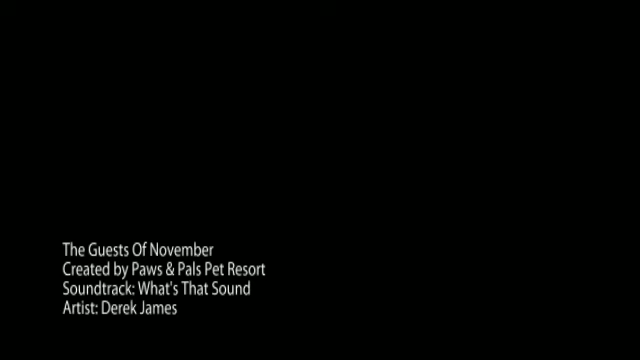 The Guests Of November
Created by Paws & Pals Pet Resort
Soundtrack: What's That Sound
Artist: Derek James